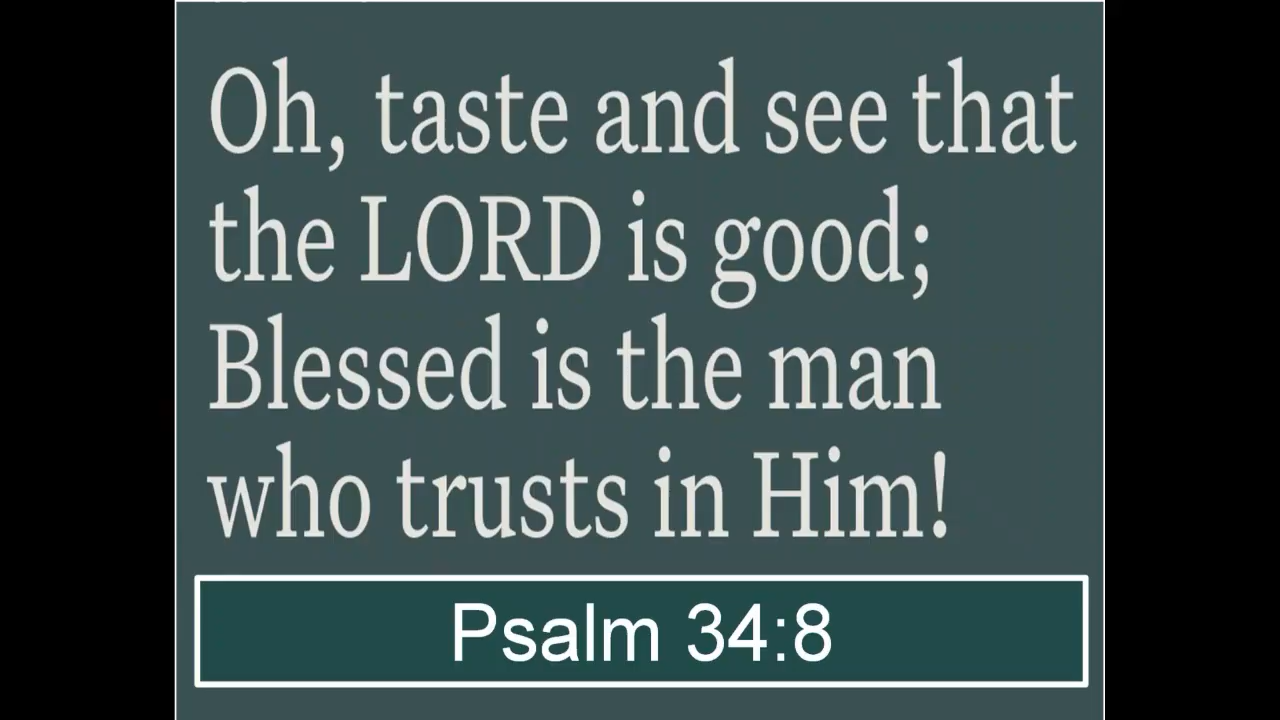 Oh, taste and see that
the LORD is good;
Blessed is the man
who trusts in Him!
Psalm 34:8